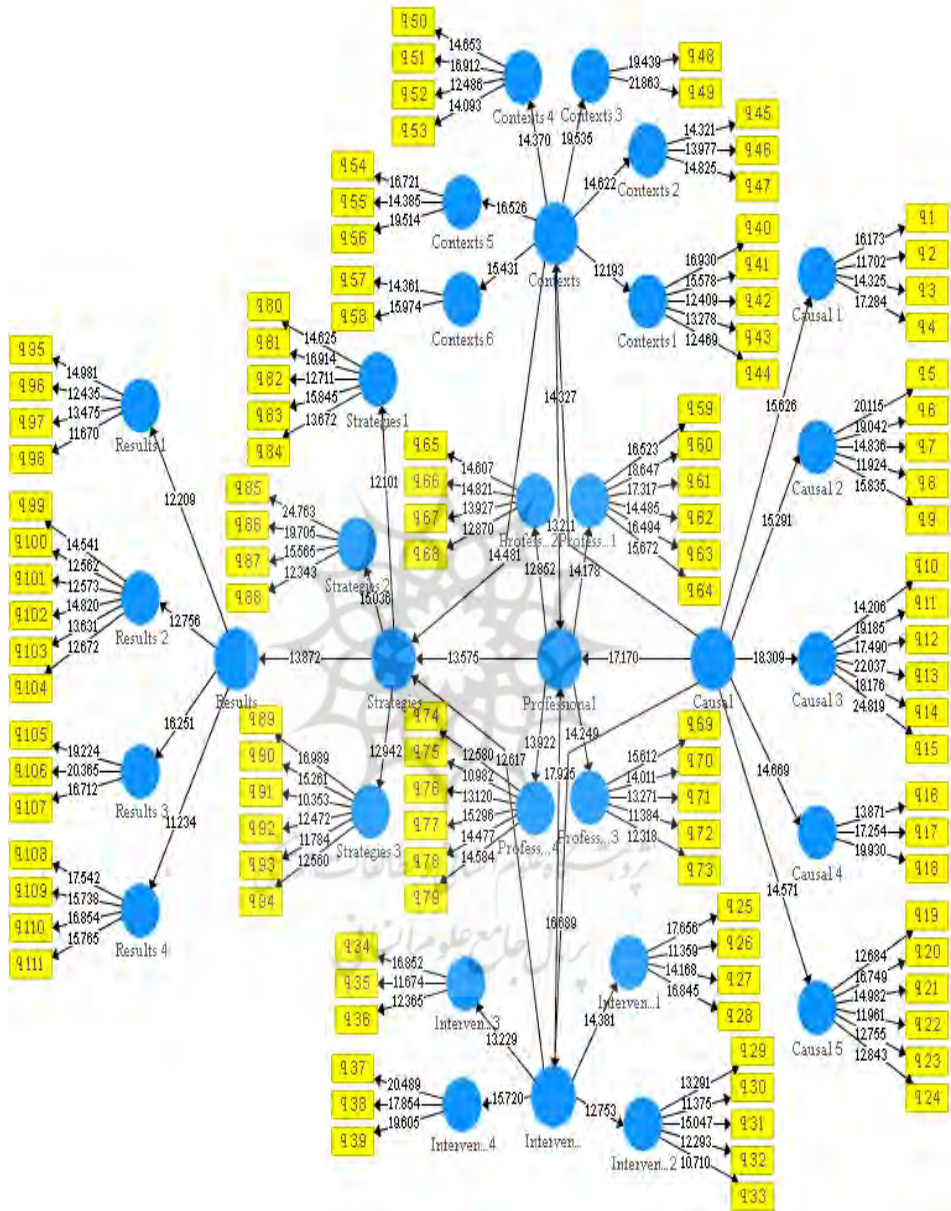 q50
q51
q52
q53
14.653
16.912
12.486
14.093
Contexts 4
14.370
q48
q49
19.439
21.863
Contexts 3
19.535
q45
q46
q47
14.321
13.977
14.825
Contexts 2
14.622
q54
q55
q56
16.721
14.385
19.514
Contexts 5
16.526
q57
q58
14.361
15.974
Contexts 6
15.431
Contexts
q40
q41
q42
q43
q44
16.930
15.578
12.409
13.278
12.469
Contexts 1
12.193
q1
q2
q3
q4
16.173
11.702
14.325
17.284
Causal 1
15.626
q5
q6
q7
q8
q9
20.115
19.042
14.836
11.924
15.835
Causal 2
15.291
q10
q11
q12
q13
q14
q15
14.206
19.185
17.490
22.037
18.176
24.819
Causal 3
18.309
q16
q17
q18
13.871
17.254
19.930
Causal 4
14.669
q19
q20
q21
q22
q23
q24
12.684
16.749
14.982
11.961
12.755
12.843
Causal 5
14.571
Causal
17.170
13.211
17.925
14.327
q80
q81
q82
q83
q84
14.625
16.914
12.711
15.845
13.672
Strategies 1
12.101
q85
q86
q87
q88
24.763
19.705
15.565
12.343
Strategies 2
15.036
q89
q90
q91
q92
q93
q94
16.989
15.261
10.353
12.472
11.784
12.560
Strategies 3
12.942
Strategies
14.481
13.575
12.617
13.872
q65
q66
q67
q68
14.607
14.821
13.927
12.870
Profess...2
12.852
q59
q60
q61
q62
q63
q64
16.523
18.647
17.317
14.485
16.494
15.672
Profess...1
14.178
Professional
q74
q75
q76
q77
q78
q79
12.580
10.982
13.120
15.296
14.477
14.584
Profess...4
13.922
q69
q70
q71
q72
q73
15.612
14.011
13.271
11.384
12.318
Profess...3
14.249
16.689
q95
q96
q97
q98
14.981
12.435
13.475
11.670
Results 1
12.209
q99
q100
q101
q102
q103
q104
14.541
12.562
12.573
14.820
13.631
12.672
Results 2
12.756
Results
q105
q106
q107
19.224
20.365
16.712
Results 3
16.251
q108
q109
q110
q111
17.542
15.738
16.854
15.765
Results 4
11.234
q34
q35
q36
16.852
11.674
12.365
Interven...3
13.229
q37
q38
q39
20.489
17.854
19.605
Interven...4
15.720
Interven...
q25
q26
q27
q28
17.656
11.359
14.168
16.845
Interven...1
14.381
q29
q30
q31
q32
q33
13.291
11.375
15.047
12.293
10.710
Interven...2
12.753
پرتال جامع علوم انسانی